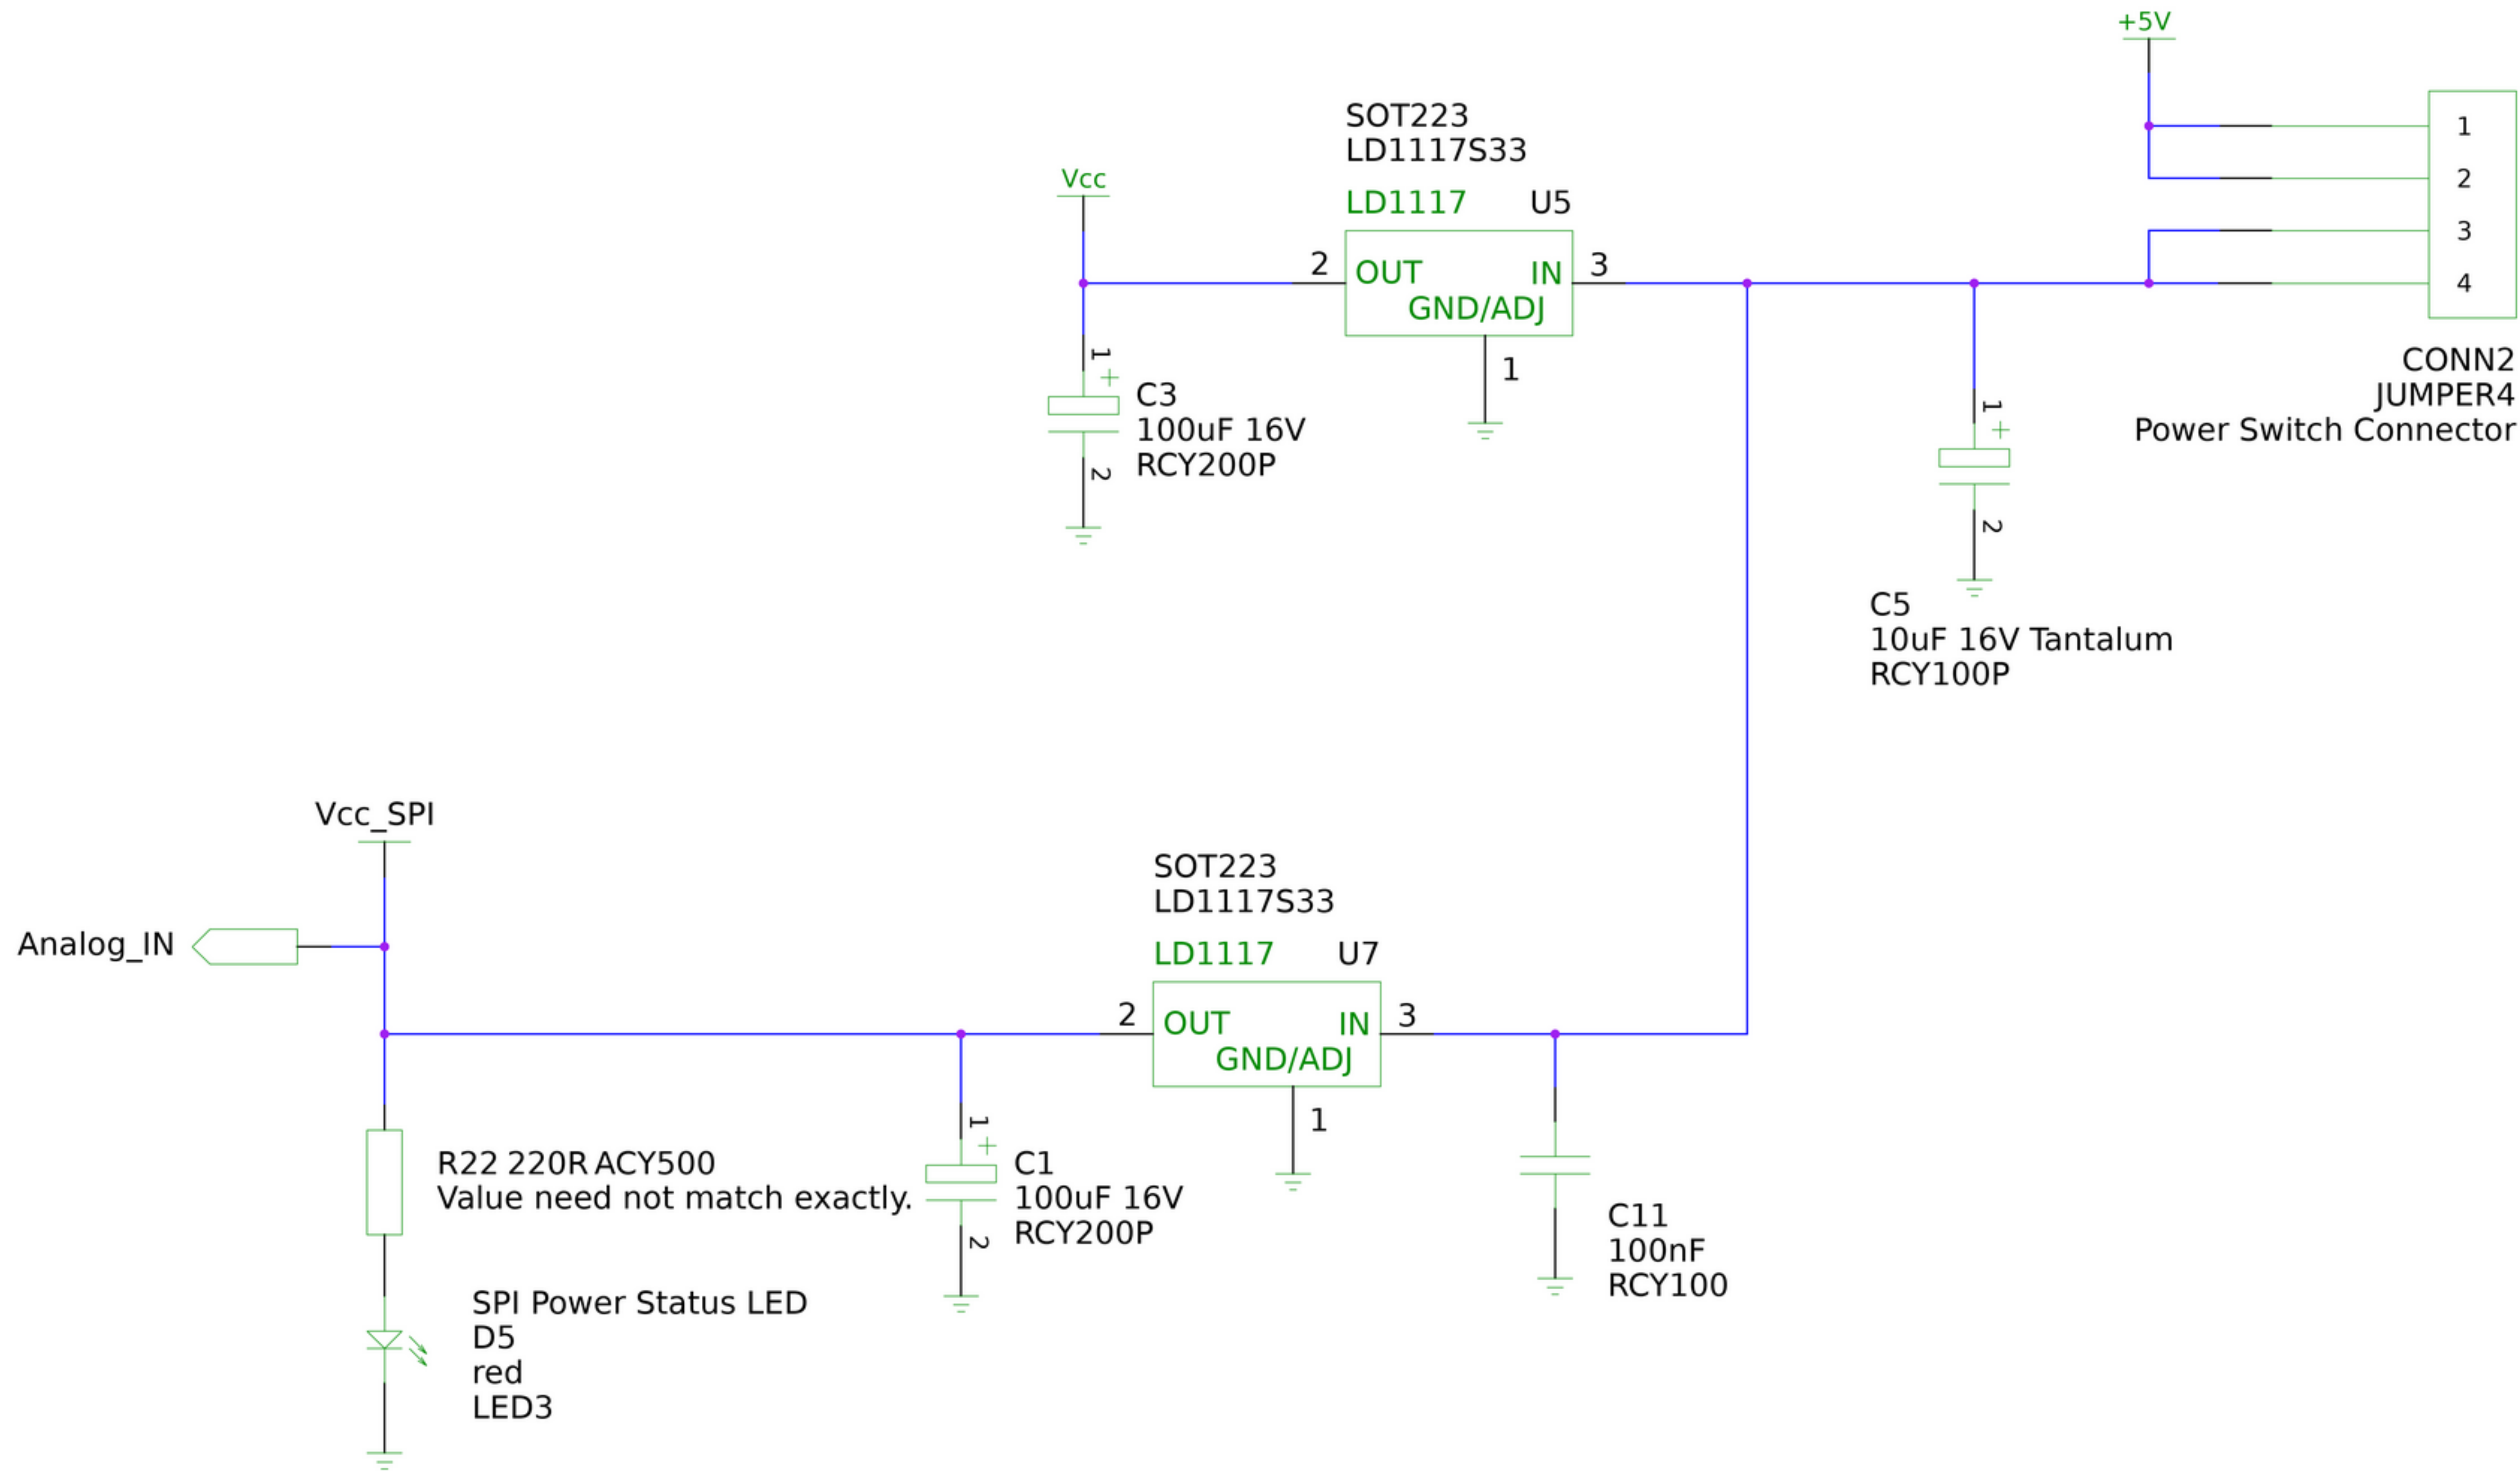 +5V
1
2
3
4
CONN2
JUMPER4
Power Switch Connector
SOT223
LD1117S33
LD1117 U5
2 OUT IN 3
GND/ADJ
1
Vcc
1
+
C3
100uF 16V
RCY200P
2
1
+
2
C5
10uF 16V Tantalum
RCY100P
Vcc_SPI
Analog_IN
SOT223
LD1117S33
LD1117 U7
2 OUT IN 3
GND/ADJ
1
R22 220R ACY500
Value need not match exactly.
1
+
C1
100uF 16V
RCY200P
2
C11
100nF
RCY100
SPI Power Status LED
D5
red
LED3